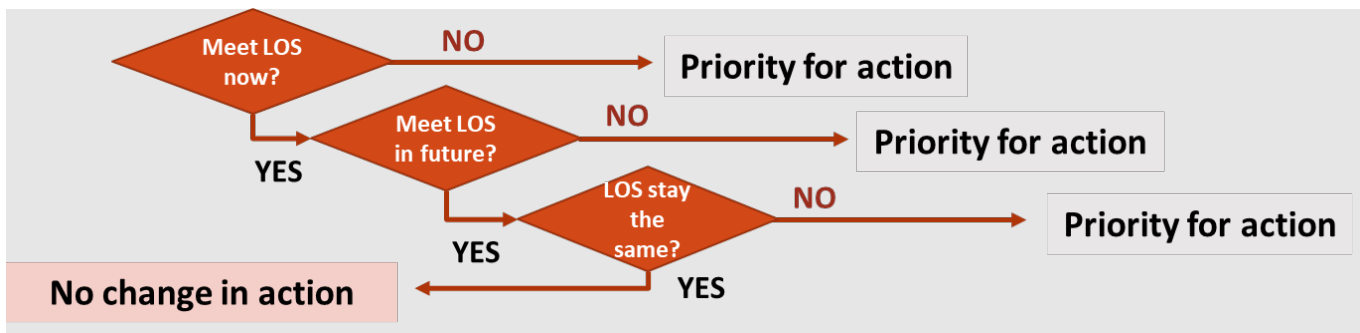 Meet LOS
now?
NO
Priority for action
YES
Meet LOS
in future?
NO
Priority for action
YES
LOS stay
the
same?
NO
Priority for action
YES
No change in action